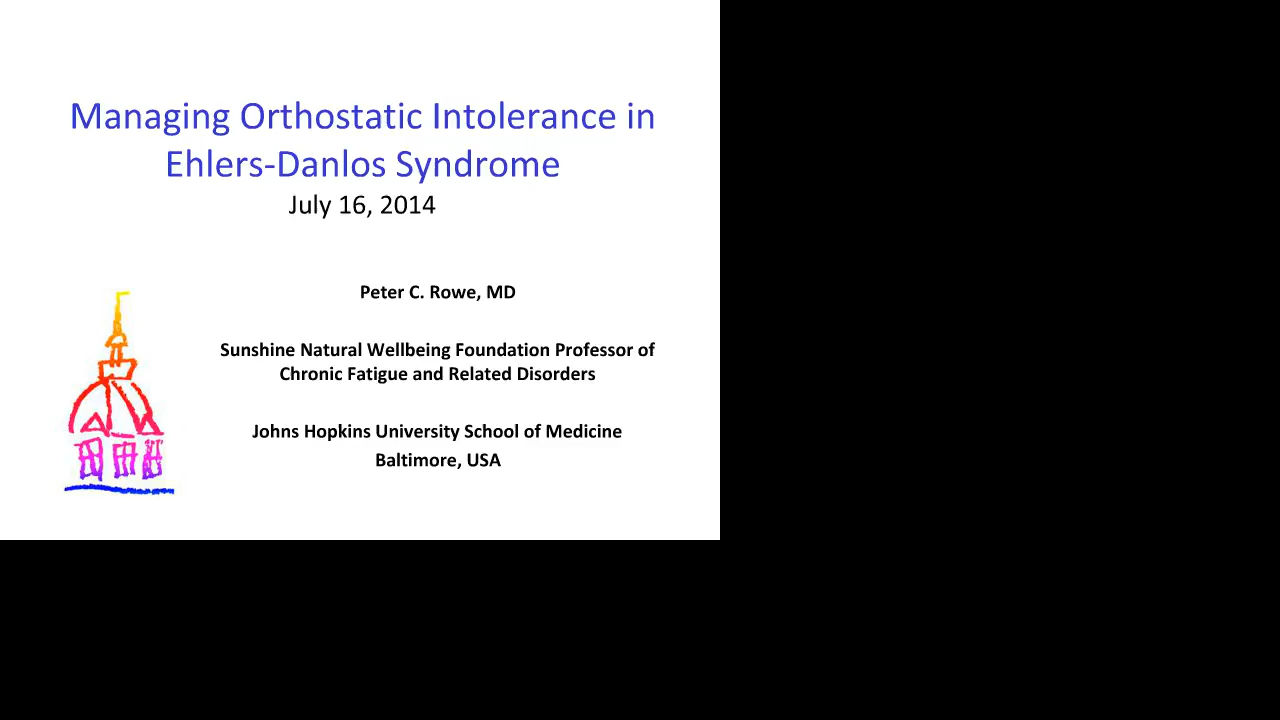 Managing Orthostatic Intolerance in
Ehlers-Danlos Syndrome
July 16, 2014
Peter C. Rowe, MD
Sunshine Natural Wellbeing Foundation Professor of
Chronic Fatigue and Related Disorders
Johns Hopkins University School of Medicine
Baltimore, USA